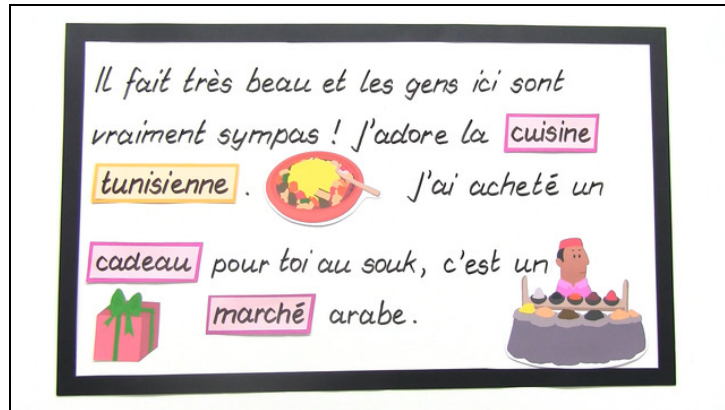 Il fait très beau et les gens ici sont
vraiment sympas ! J'adore la cuisine
tunisienne . J'ai acheté un
cadeau pour toi au souk, c'est un
marché arabe .